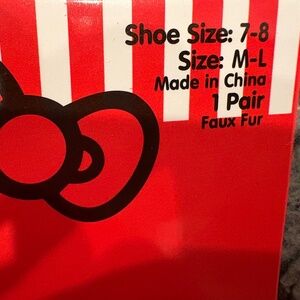 Shoe Size: 7-8
Size: M-L
Made in China
1 Pair
Faux Fur